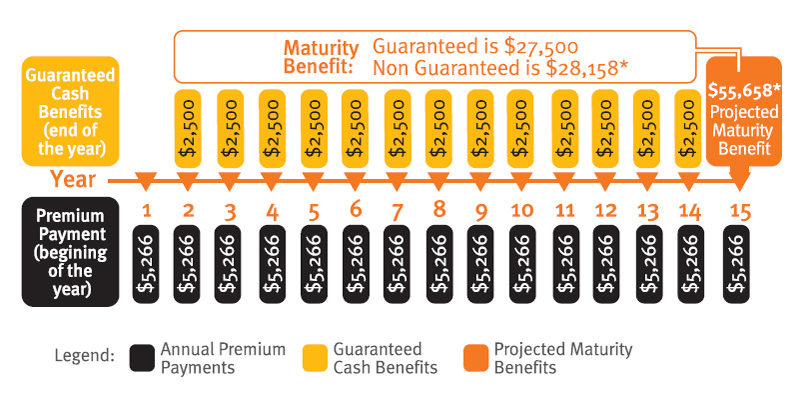 Maturity Benefit: Guaranteed is $27,500
Non Guaranteed is $28,158*
Guaranteed
Cash
Benefits
(end of
the year)
$2,500 $2,500 $2,500 $2,500 $2,500 $2,500 $2,500 $2,500 $2,500 $2,500 $2,500 $2,500 $2,500
$55,658*
Projected
Maturity
Benefit
Year
1 2 3 4 5 6 7 8 9 10 11 12 13 14 15
Premium
Payment
(begining
of the
year)
$5,266 $5,266 $5,266 $5,266 $5,266 $5,266 $5,266 $5,266 $5,266 $5,266 $5,266 $5,266 $5,266 $5,266 $5,266
Legend:
Annual Premium
Payments
Guaranteed
Cash Benefits
Projected Maturity
Benefits